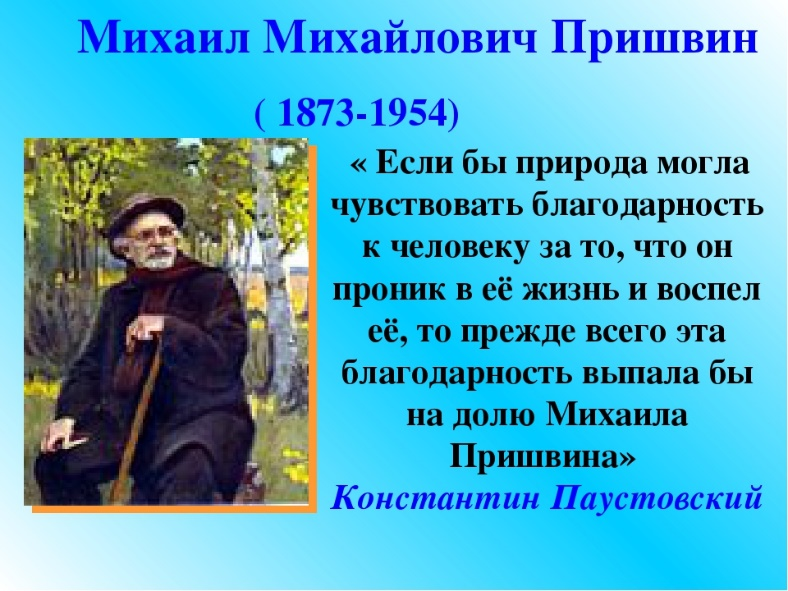 Михаил Михайлович Пришвин
( 1873-1954)
« Если бы природа могла
чувствовать благодарность
к человеку за то, что он
проник в её жизнь и воспел
её, то прежде всего эта
благодарность выпала бы
на долю Михаила
Пришвина»
Константин Паустовский